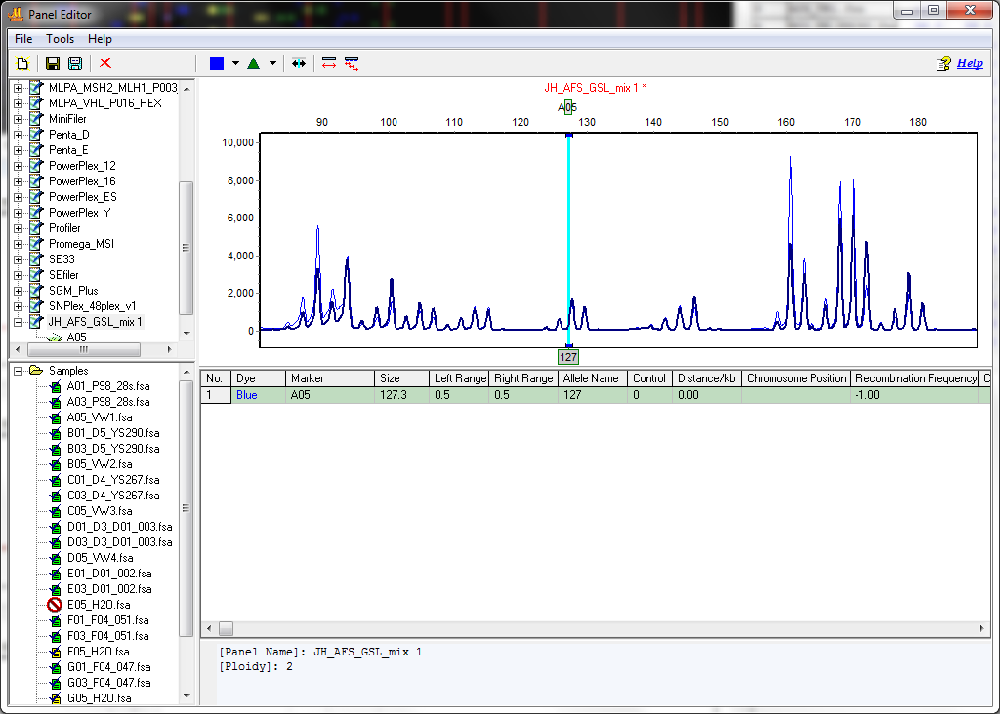 Panel Editor
File Tools Help
Help
MLPA_MSH2_MLH1_P003
MLPA_VHL_P016_REX
MiniFiler
Penta_D
Penta_E
PowerPlex_12
PowerPlex_16
PowerPlex_ES
PowerPlex_Y
Profiler
Promega_MSI
SE33
SEfiler
SGM_Plus
SNPlex_48plex_v1
JH_AFS_GSL_mix 1
A05
JH_AFS_GSL_mix 1 *
A05
90 100 110 120 130 140 150 160 170 180
10,000
8,000
6,000
4,000
2,000
0
127
No. Dye Marker Size Left Range Right Range Allele Name Control Distance/kb Chromosome Position Recombination Frequency C
1 Blue A05 127.3 0.5 0.5 127 0 0.00 -1.00
Samples
A01_P98_28s.fsa
A03_P98_28s.fsa
A05_VW1.fsa
B01_D5_YS290.fsa
B03_D5_YS290.fsa
B05_VW2.fsa
C01_D4_YS267.fsa
C03_D4_YS267.fsa
C05_VW3.fsa
D01_D3_D01_003.fsa
D03_D3_D01_003.fsa
D05_VW4.fsa
E01_D01_002.fsa
E03_D01_002.fsa
E05_H2O.fsa
F01_F04_051.fsa
F03_F04_051.fsa
F05_H2O.fsa
G01_F04_047.fsa
G03_F04_047.fsa
G05_H2O.fsa
[Panel Name]: JH_AFS_GSL_mix 1
[Ploidy]: 2